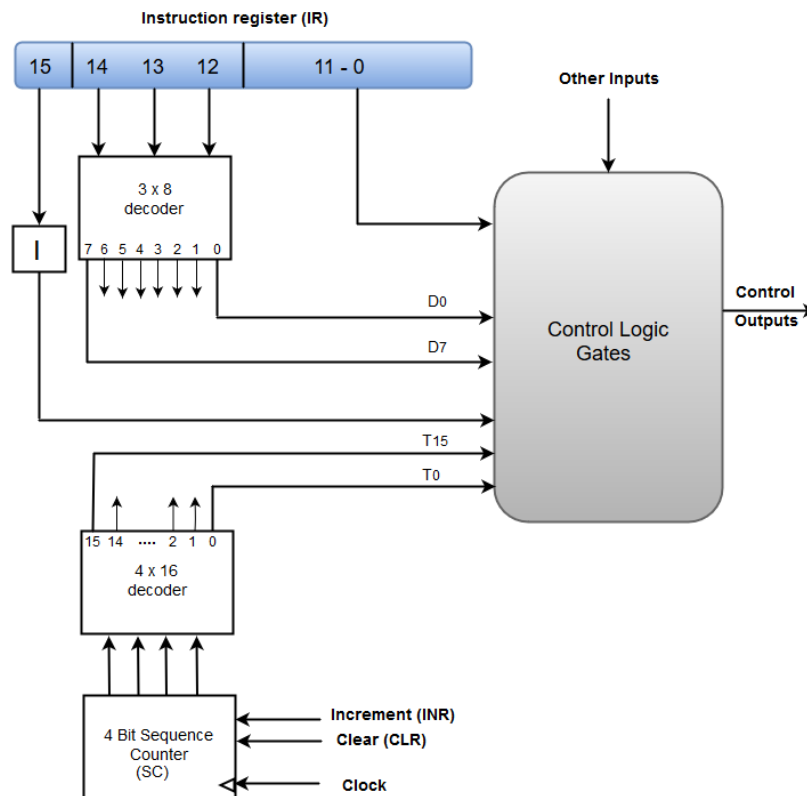 Instruction register (IR)
15 14 13 12 11 - 0
Other Inputs
3 x 8
decoder
7 6 5 4 3 2 1 0
I
D0
D7
Control Logic
Gates
Control
Outputs
T15
T0
15 14 .... 2 1 0
4 x 16
decoder
4 Bit Sequence
Counter
(SC)
Increment (INR)
Clear (CLR)
Clock